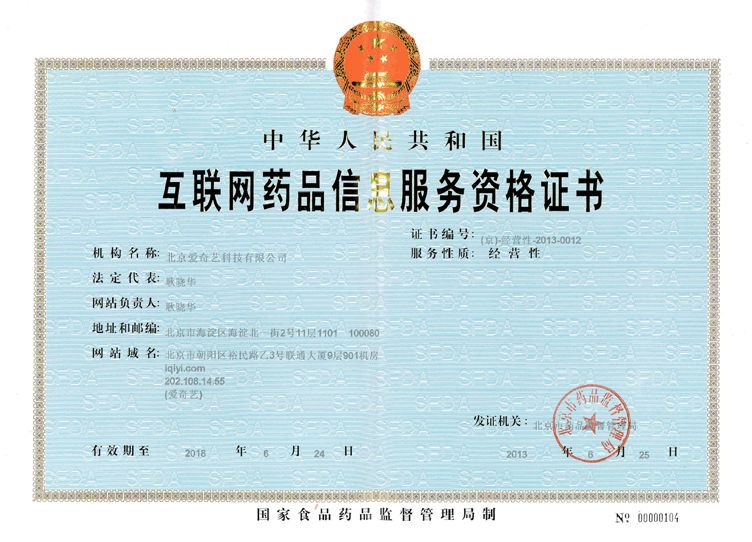 中华人民共和国
互联网药品信息服务资格证书
证书编号: (京)-经营性-2013-0012
机构名称: 北京爱奇艺科技有限公司
服务性质: 经营性
法定代表: 耿晓华
网站负责人: 耿晓华
地址和邮编: 北京市海淀区海淀北一街2号11层1101 100080
网站域名: 北京市朝阳区裕民路乙3号联通大厦9层901机房
iqiyi.com
202.108.14.55
(爱奇艺)
发证机关: 北京市药品监督管理局
北京市药品监督管理局
有效期至 2018 年 6 月 24 日
2013 年 6 月 25 日
国家食品药品监督管理局制
№ 00000104